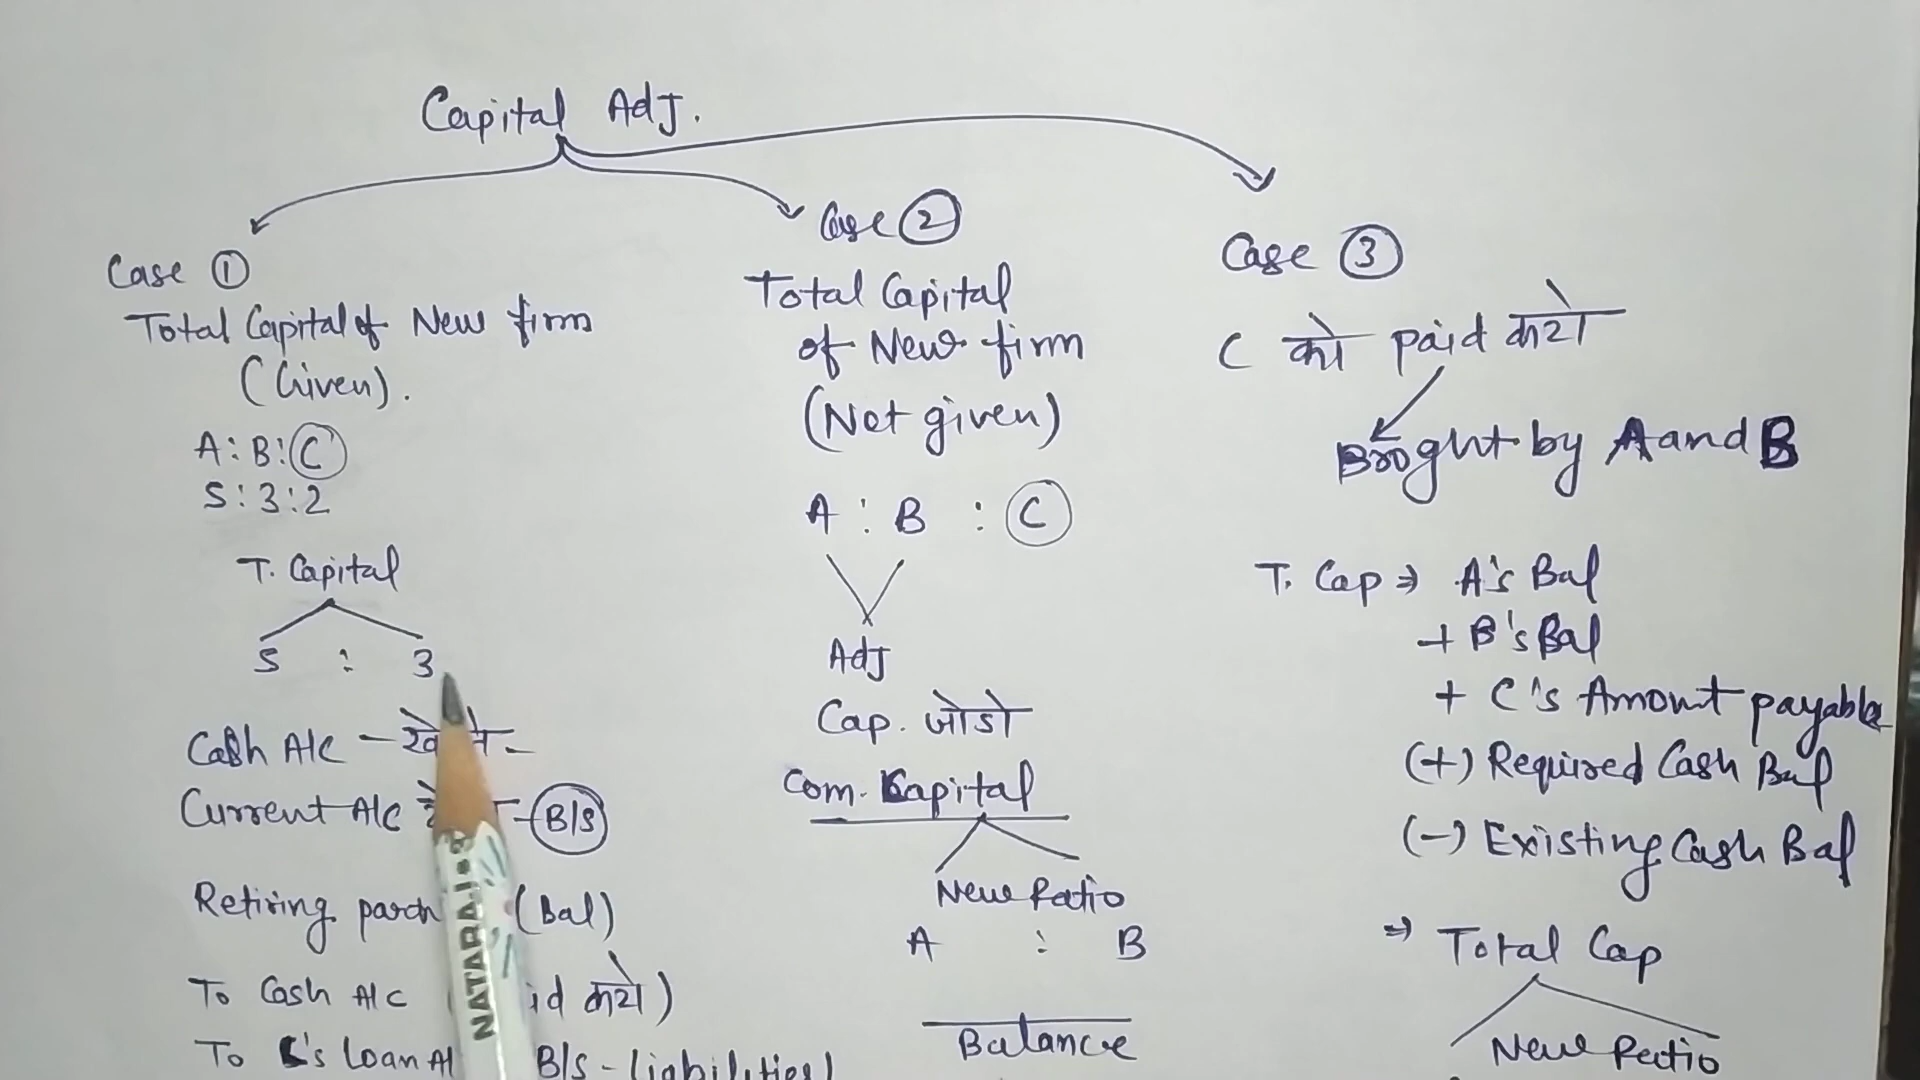 Capital Adj.
Case ①
Total Capital of New firm
(Given).
A : B : C
5 : 3 : 2
T. Capital
5 : 3
Cash A/C –
Current A/C – B/S
Retiring (Bal)
To Cash A/C करो)
To C's loan A/ B/S - liabilities)
Case ②
Total Capital
of New firm
(Not given)
A : B : C
Adj
Cap. जोडो
Com. Capital
New Ratio
A : B
Balance
Case ③
C को paid करो
Broght by A and B
T. Cap ⇒ A's Bal
+ B's Bal
+ C's Amount payable
(+) Required Cash Bal
(-) Existing Cash Bal
⇒ Total Cap
New Ratio
NATARAJ